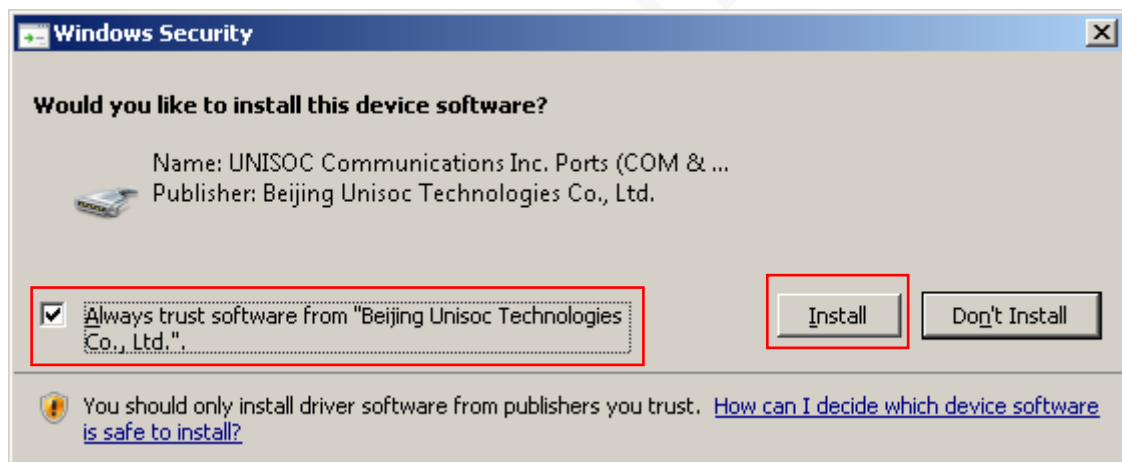 Windows Security
Would you like to install this device software?
Name: UNISOC Communications Inc. Ports (COM & ...
Publisher: Beijing Unisoc Technologies Co., Ltd.
Always trust software from "Beijing Unisoc Technologies
Co., Ltd.".
Install
Don't Install
You should only install driver software from publishers you trust. How can I decide which device software
is safe to install?